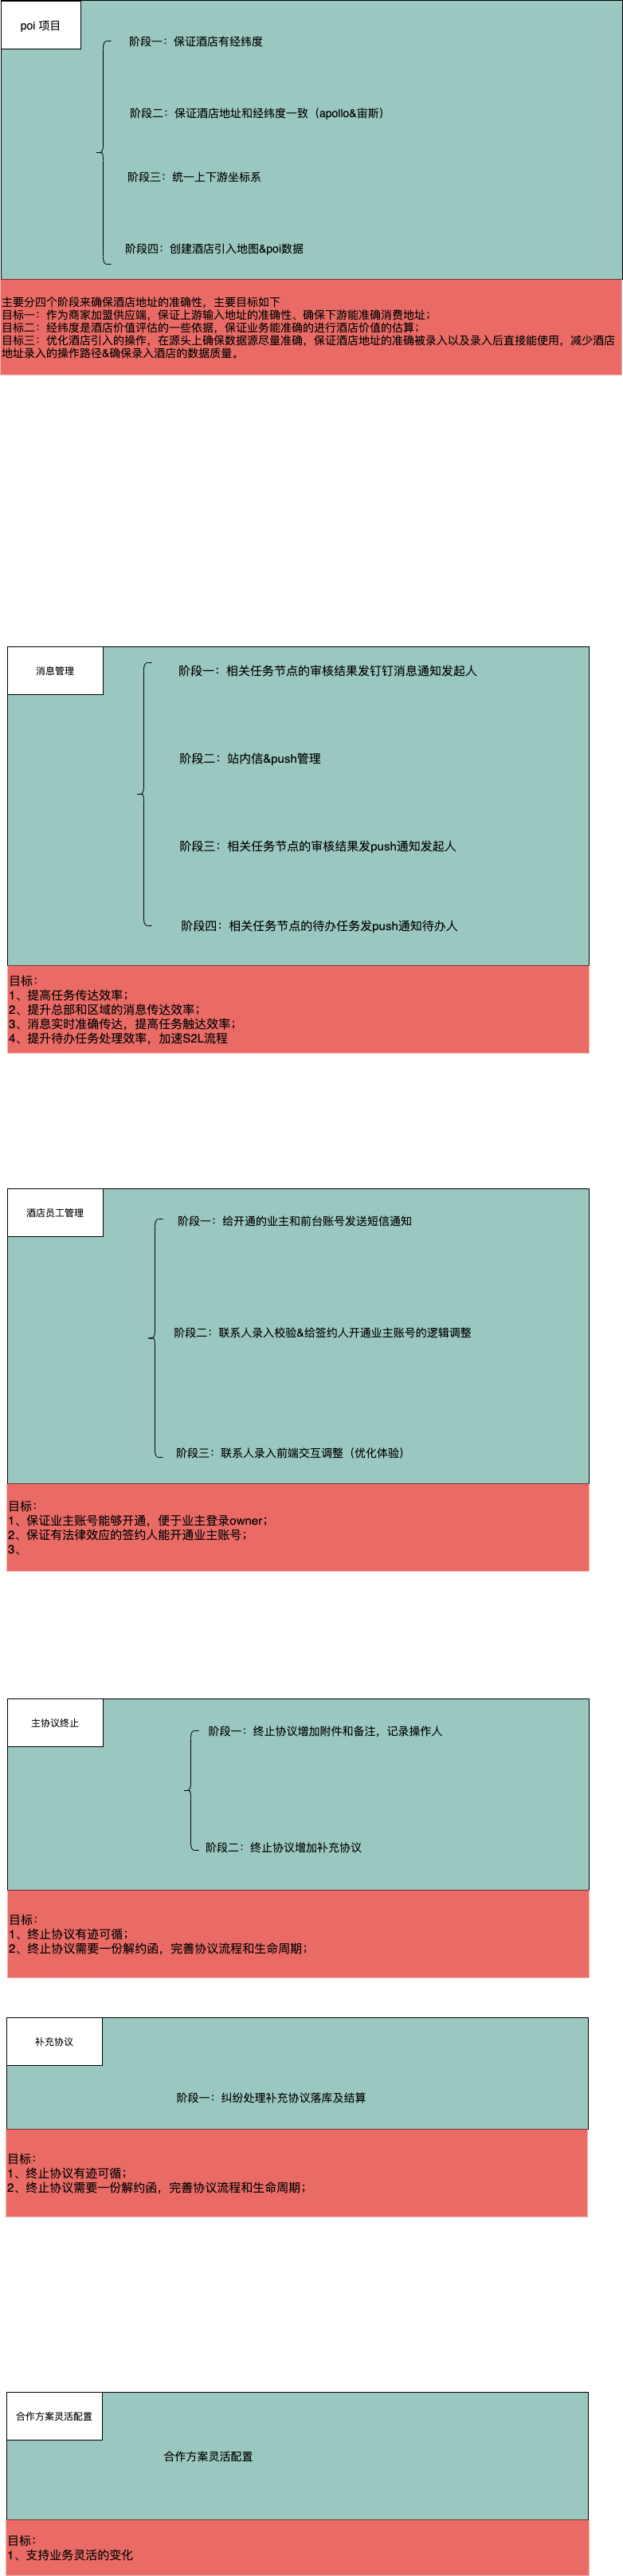 poi 项目
阶段一：保证酒店有经纬度
阶段二：保证酒店地址和经纬度一致（apollo&宙斯）
阶段三：统一上下游坐标系
阶段四：创建酒店引入地图&poi数据
主要分四个阶段来确保酒店地址的准确性，主要目标如下
目标一：作为商家加盟供应端，保证上游输入地址的准确性、确保下游能准确消费地址；
目标二：经纬度是酒店价值评估的一些依据，保证业务能准确的进行酒店价值的估算；
目标三：优化酒店引入的操作，在源头上确保数据源尽量准确，保证酒店地址的准确被录入以及录入后直接能使用，减少酒店
地址录入的操作路径&确保录入酒店的数据质量。
消息管理
阶段一：相关任务节点的审核结果发钉钉消息通知发起人
阶段二：站内信&push管理
阶段三：相关任务节点的审核结果发push通知发起人
阶段四：相关任务节点的待办任务发push通知待办人
目标：
1、提高任务传达效率；
2、提升总部和区域的消息传达效率；
3、消息实时准确传达，提高任务触达效率；
4、提升待办任务处理效率，加速S2L流程
酒店员工管理
阶段一：给开通的业主和前台账号发送短信通知
阶段二：联系人录入校验&给签约人开通业主账号的逻辑调整
阶段三：联系人录入前端交互调整（优化体验）
目标：
1、保证业主账号能够开通，便于业主登录owner；
2、保证有法律效应的签约人能开通业主账号；
3、
主协议终止
阶段一：终止协议增加附件和备注，记录操作人
阶段二：终止协议增加补充协议
目标：
1、终止协议有迹可循；
2、终止协议需要一份解约函，完善协议流程和生命周期；
补充协议
阶段一：纠纷处理补充协议落库及结算
目标：
1、终止协议有迹可循；
2、终止协议需要一份解约函，完善协议流程和生命周期；
合作方案灵活配置
合作方案灵活配置
目标：
1、支持业务灵活的变化